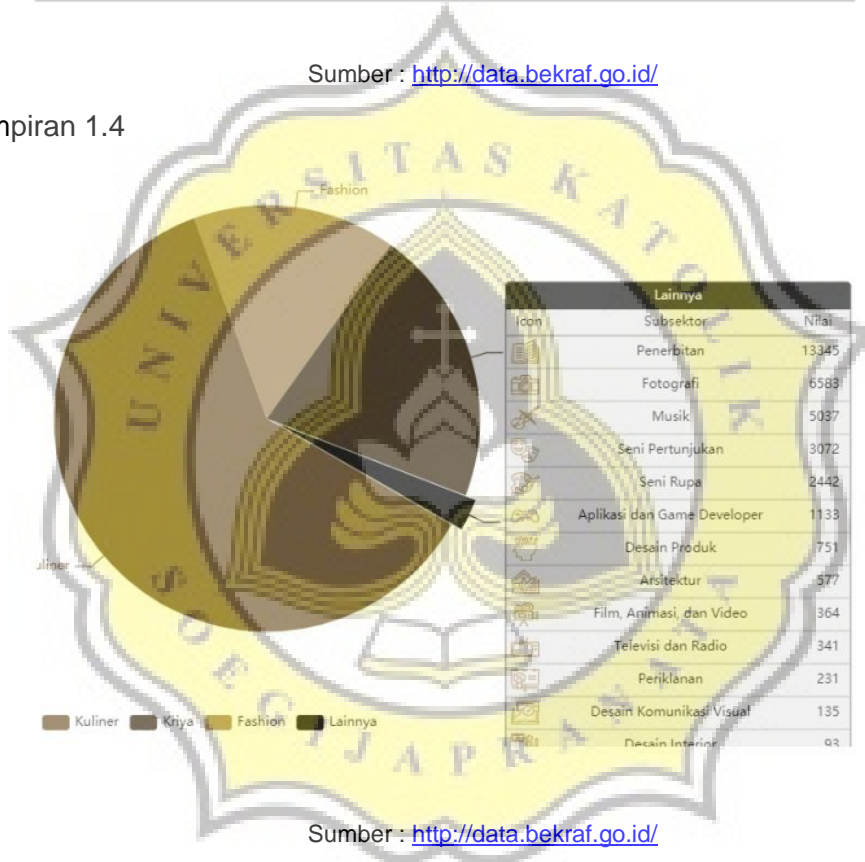 Sumber : http://data.bekraf.go.id/
mpiran 1.4
UNIVERSITAS KATOLIK
SOEGIJAPRANATA
Fashion
uliner
Lainnya
Icon Subsektor Nilai
Penerbitan 13345
Fotografi 6583
Musik 5037
Seni Pertunjukan 3072
Seni Rupa 2442
Aplikasi dan Game Developer 1133
Desain Produk 751
Arsitektur 577
Film, Animasi, dan Video 364
Televisi dan Radio 341
Periklanan 231
Desain Komunikasi Visual 135
Desain Interior 93
Kuliner Kriya Fashion Lainnya
Sumber : http://data.bekraf.go.id/